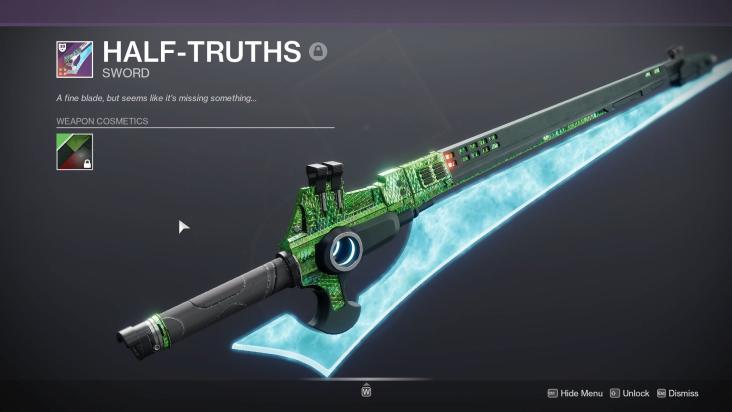 HALF-TRUTHS
SWORD
A fine blade, but seems like it's missing something...
WEAPON COSMETICS
W
Hide Menu Unlock Dismiss